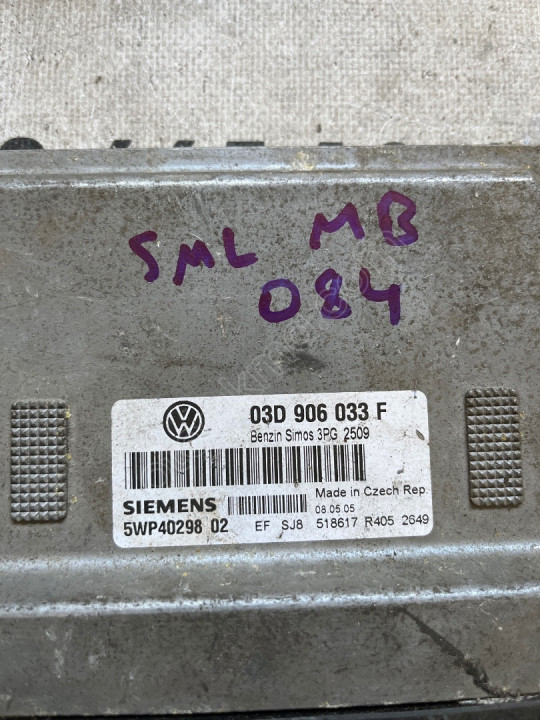 SML MB
084
VW
03D 906 033 F
Benzin Simos 3PG 2509
SIEMENS
Made in Czech Rep.
08.05.05
5WP40298 02
EF SJ8 518617 R405 2649